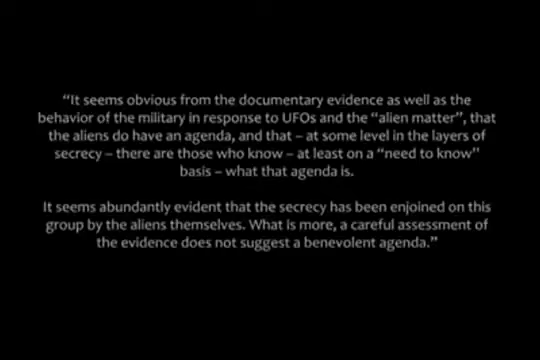 “It seems obvious from the documentary evidence as well as the
behavior of the military in response to UFOs and the “alien matter”, that
the aliens do have an agenda, and that – at some level in the layers of
secrecy – there are those who know – at least on a “need to know”
basis – what that agenda is.
It seems abundantly evident that the secrecy has been enjoined on this
group by the aliens themselves. What is more, a careful assessment of
the evidence does not suggest a benevolent agenda.”